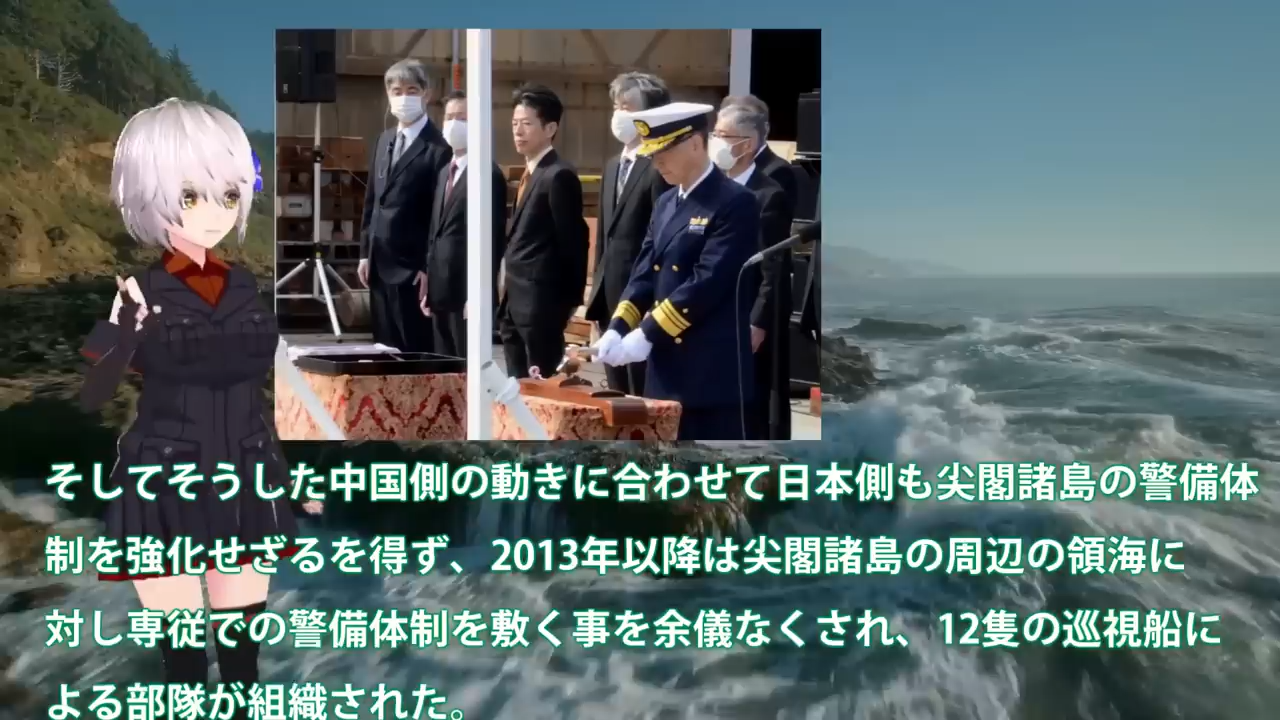 そしてそうした中国側の動きに合わせて日本側も尖閣諸島の警備体
制を強化せざるを得ず、2013年以降は尖閣諸島の周辺の領海に
対し専従での警備体制を敷く事を余儀なくされ、12隻の巡視船に
よる部隊が組織された。